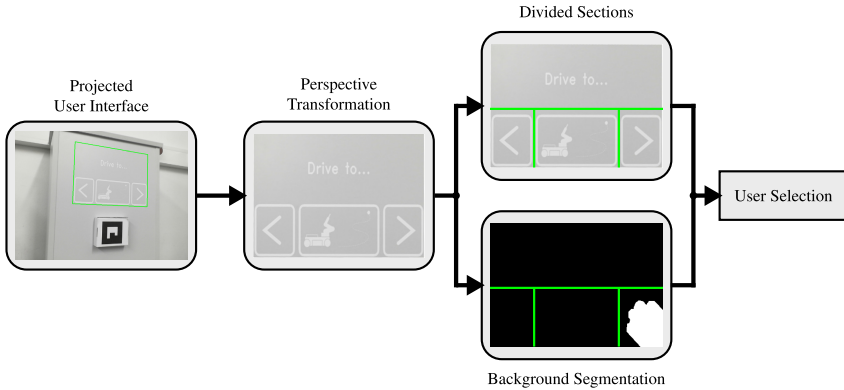 Divided Sections
Projected
User Interface
Perspective
Transformation
Drive to...
Drive to...
Drive to...
User Selection
Background Segmentation